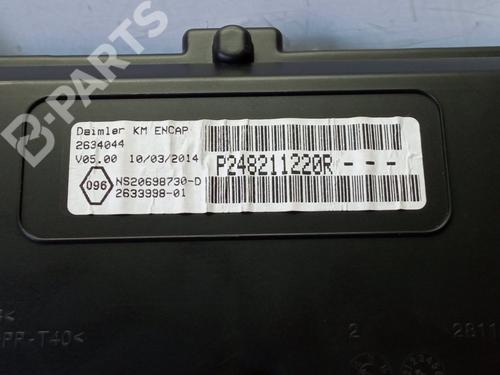 B-PARTS
Daimler KM ENCAP
2634044
V05.00 10/03/2014
P248211220R- - -
096
NS20698730-D
2633998-01
PP-T40<
2
2811